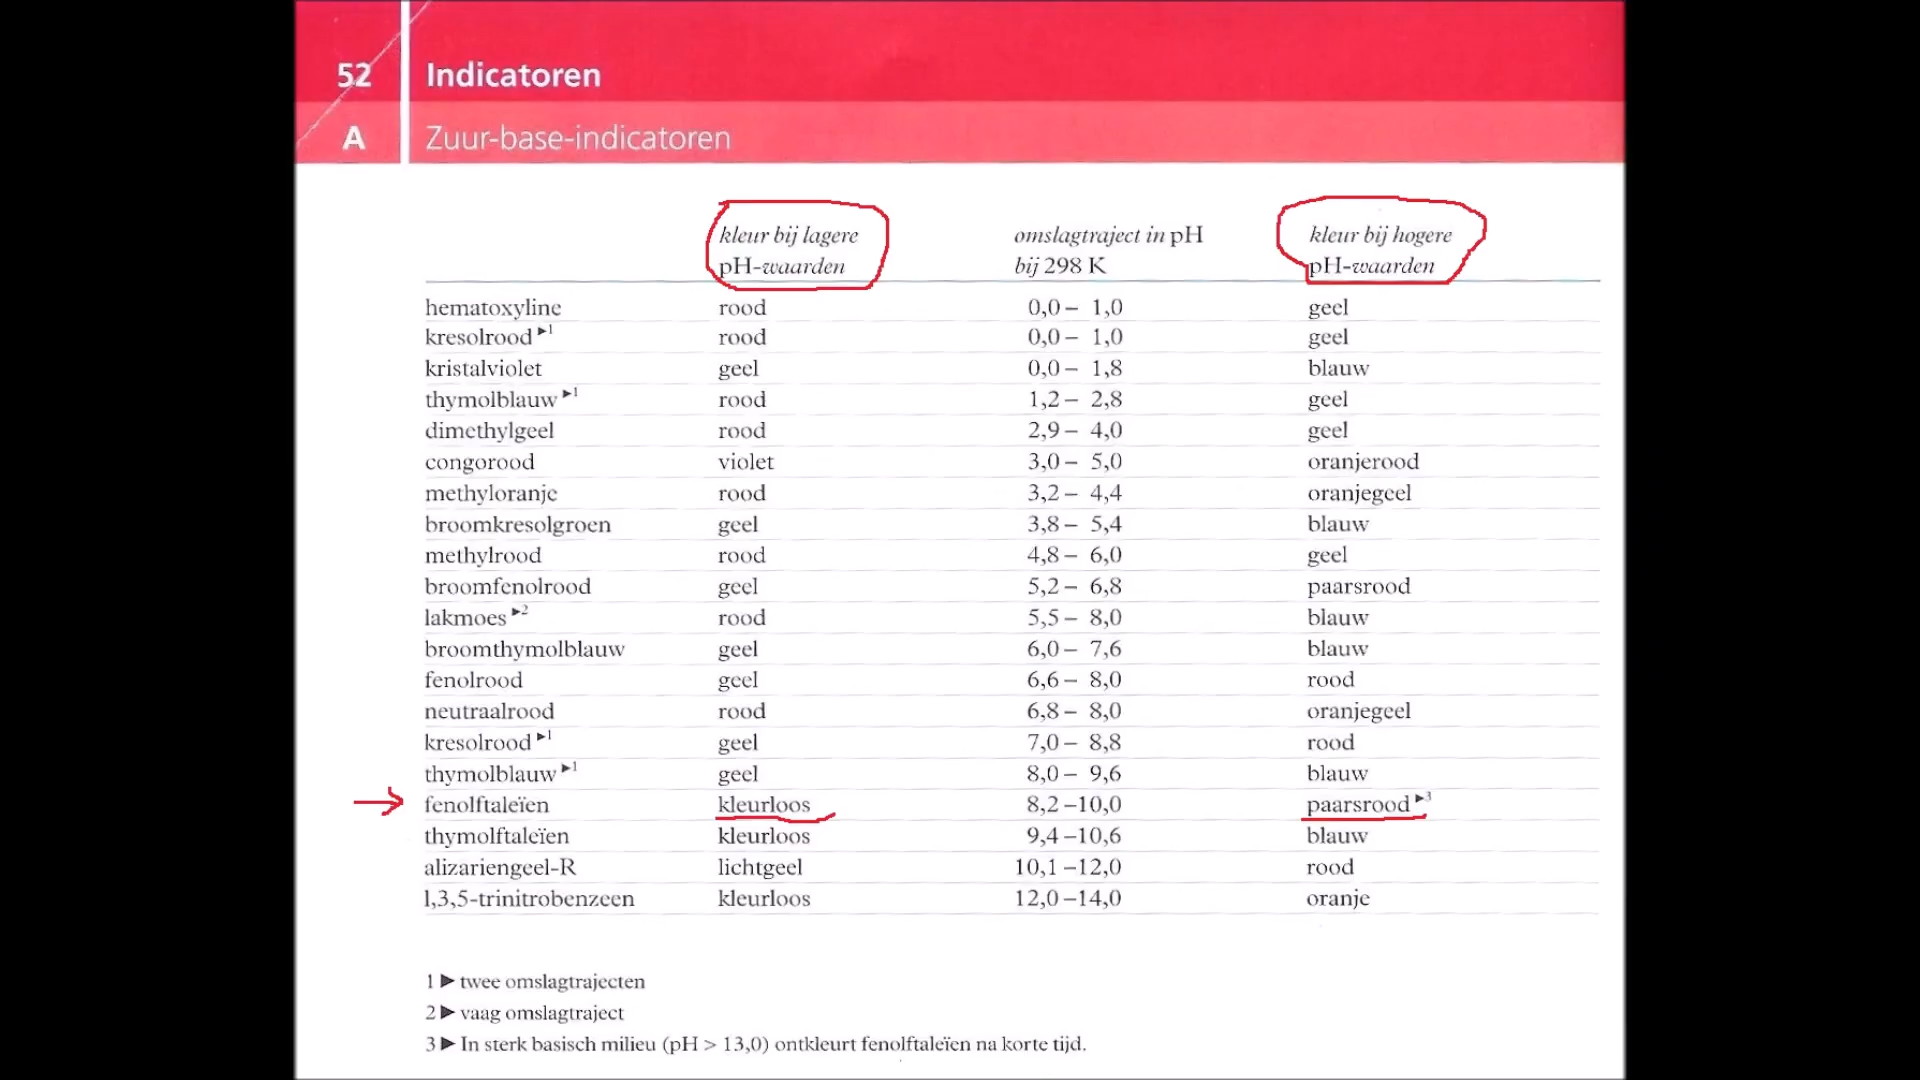 52 Indicatoren
A Zuur-base-indicatoren
kleur bij lagere omslagtraject in pH kleur bij hogere
pH-waarden bij 298 K pH-waarden
hematoxyline rood 0,0 – 1,0 geel
kresolrood ►1 rood 0,0 – 1,0 geel
kristalviolet geel 0,0 – 1,8 blauw
thymolblauw ►1 rood 1,2 – 2,8 geel
dimethylgeel rood 2,9 – 4,0 geel
congorood violet 3,0 – 5,0 oranjerood
methyloranje rood 3,2 – 4,4 oranjegeel
broomkresolgroen geel 3,8 – 5,4 blauw
methylrood rood 4,8 – 6,0 geel
broomfenolrood geel 5,2 – 6,8 paarsrood
lakmoes ►2 rood 5,5 – 8,0 blauw
broomthymolblauw geel 6,0 – 7,6 blauw
fenolrood geel 6,6 – 8,0 rood
neutraalrood rood 6,8 – 8,0 oranjegeel
kresolrood ►1 geel 7,0 – 8,8 rood
thymolblauw ►1 geel 8,0 – 9,6 blauw
fenolftaleïen kleurloos 8,2 –10,0 paarsrood ►3
thymolftaleïen kleurloos 9,4 –10,6 blauw
alizariengeel-R lichtgeel 10,1 –12,0 rood
1,3,5-trinitrobenzeen kleurloos 12,0 –14,0 oranje
1 ► twee omslagtrajecten
2 ► vaag omslagtraject
3 ► In sterk basisch milieu (pH > 13,0) ontkleurt fenolftaleïen na korte tijd.